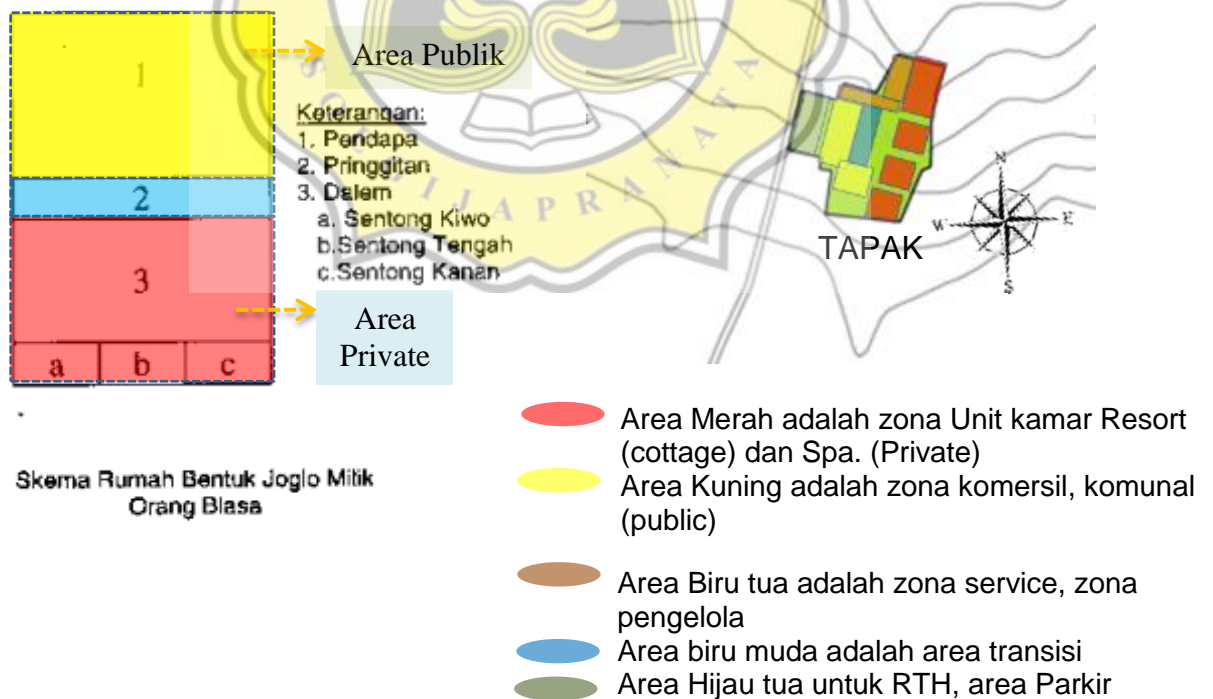 1
2
3
a b c
Area Publik
Keterangan:
1. Pendapa
2. Pringgitan
3. Dalem
a. Sentong Kiwo
b.Sentong Tengah
c.Sentong Kanan
Area
Private
Skema Rumah Bentuk Joglo Milik
Orang Biasa
SOEGIJAPRANATA
N
W E
S
TAPAK
Area Merah adalah zona Unit kamar Resort
(cottage) dan Spa. (Private)
Area Kuning adalah zona komersil, komunal
(public)
Area Biru tua adalah zona service, zona
pengelola
Area biru muda adalah area transisi
Area Hijau tua untuk RTH, area Parkir